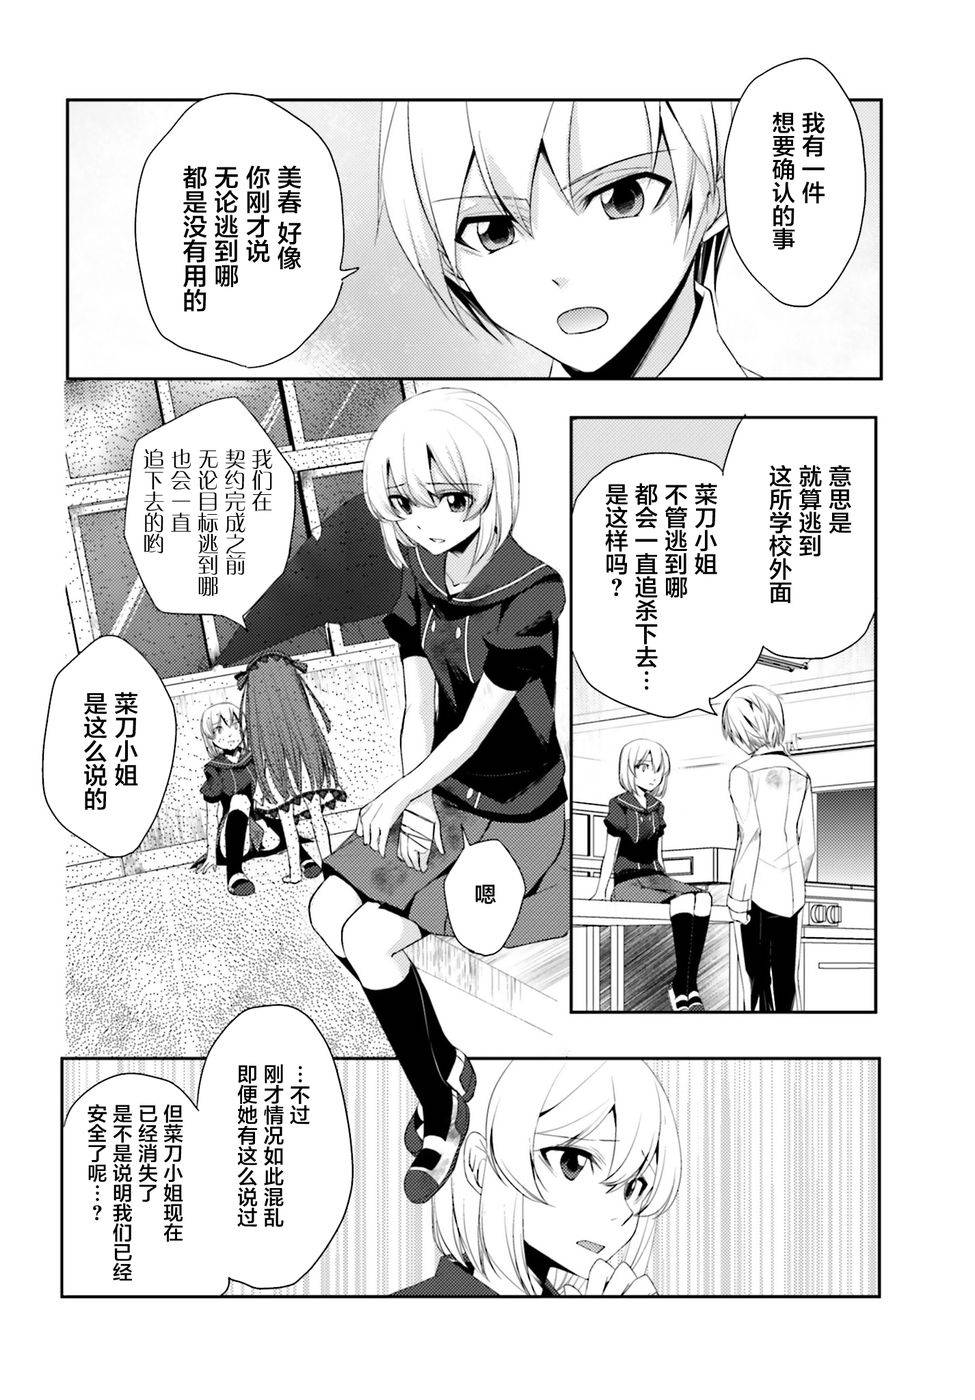 我有一件
想要确认的事
美春 好像
你刚才说
无论逃到哪
都是没有用的
意思是
就算逃到
这所学校外面
菜刀小姐
不管逃到哪
都会一直追杀下去…
是这样吗？
嗯
我们在
契约完成之前
无论目标逃到哪
也会一直
追下去的哟
菜刀小姐
是这么说的
…不过
刚才情况如此混乱
即便她有这么说过
但菜刀小姐现在
已经消失了
是不是说明我们已经
安全了呢…？